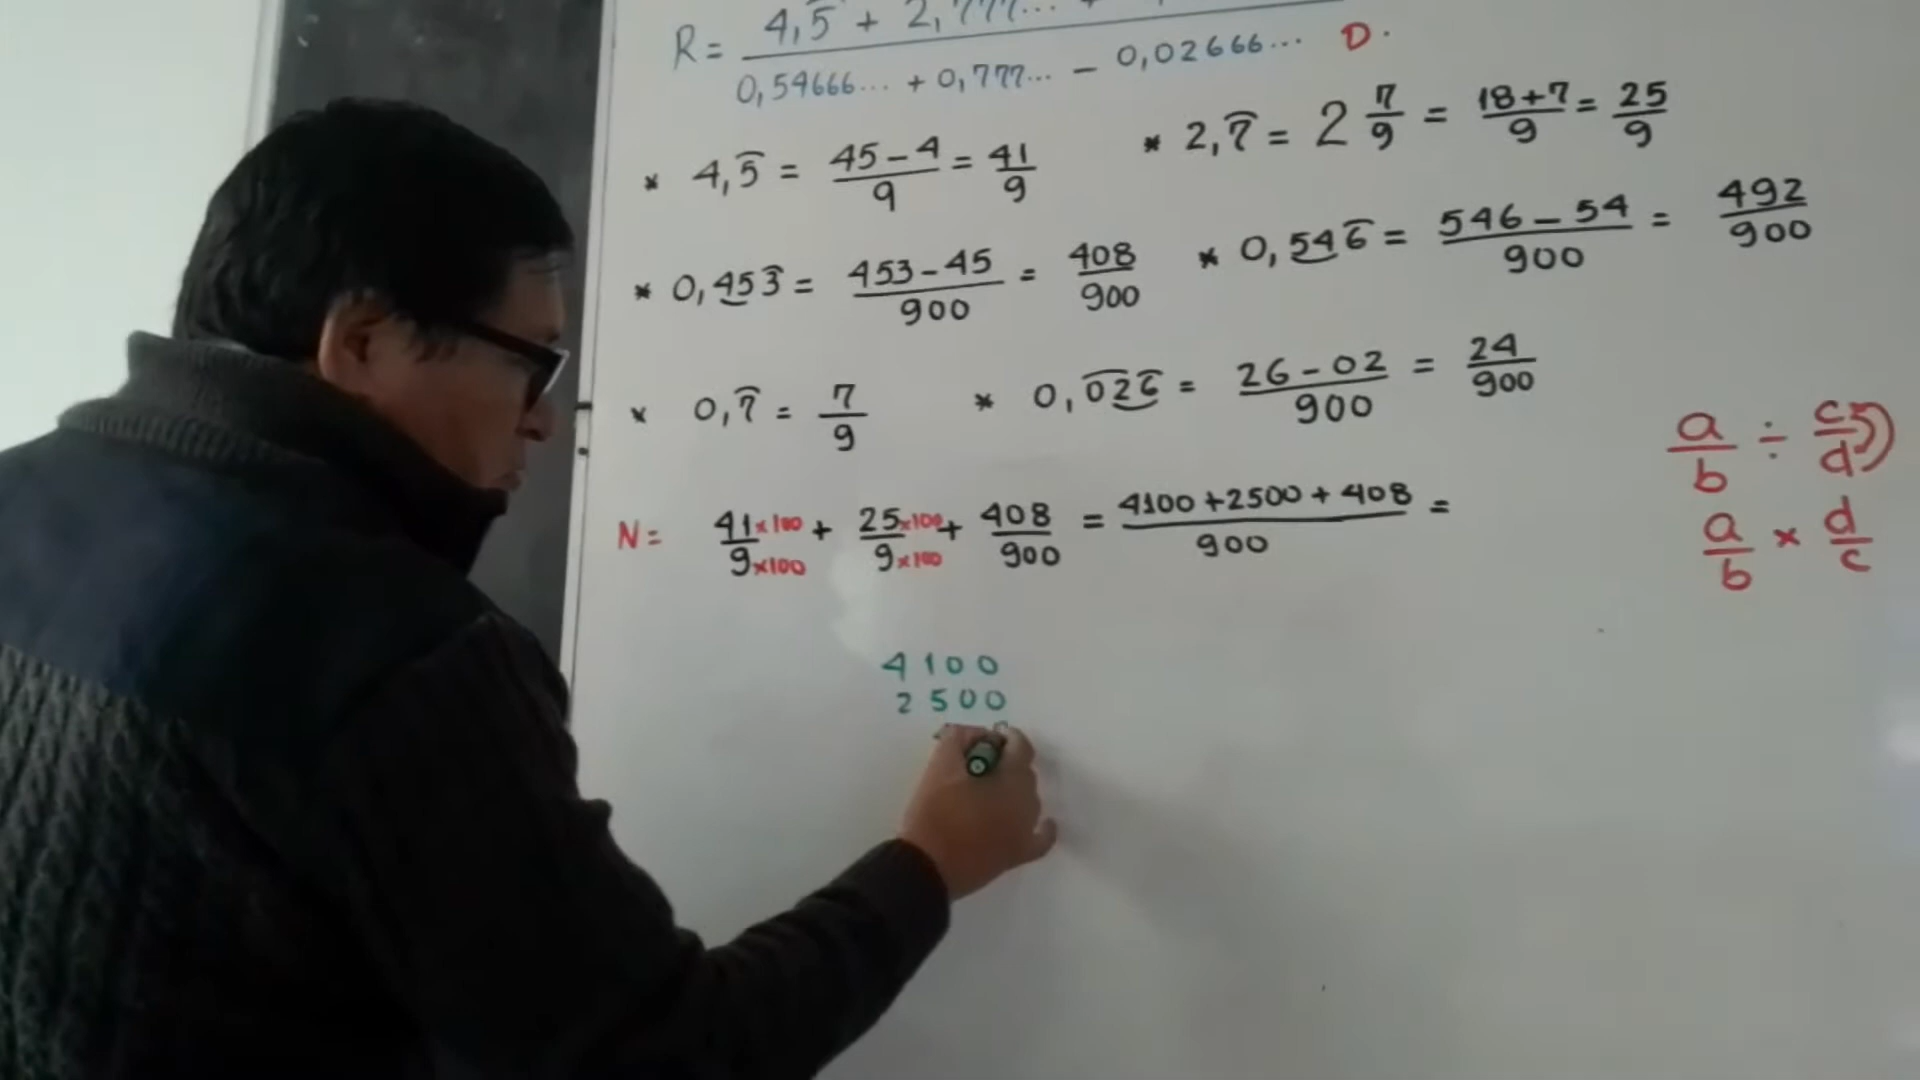 R = 4,5 + 2,777... +
0,54666... + 0,777... - 0,02666... D.
* 4,5̄ = 45-4/9 = 41/9 * 2,7̄ = 2 7/9 = 18+7/9 = 25/9
* 0,453̄ = 453-45/900 = 408/900 * 0,546̄ = 546-54/900 = 492/900
* 0,7̄ = 7/9 * 0,026̄ = 26-02/900 = 24/900
a/b ÷ c/d
a/b × d/c
N = 41×100/9×100 + 25×100/9×100 + 408/900 = 4100+2500+408/900 =
4100
2500